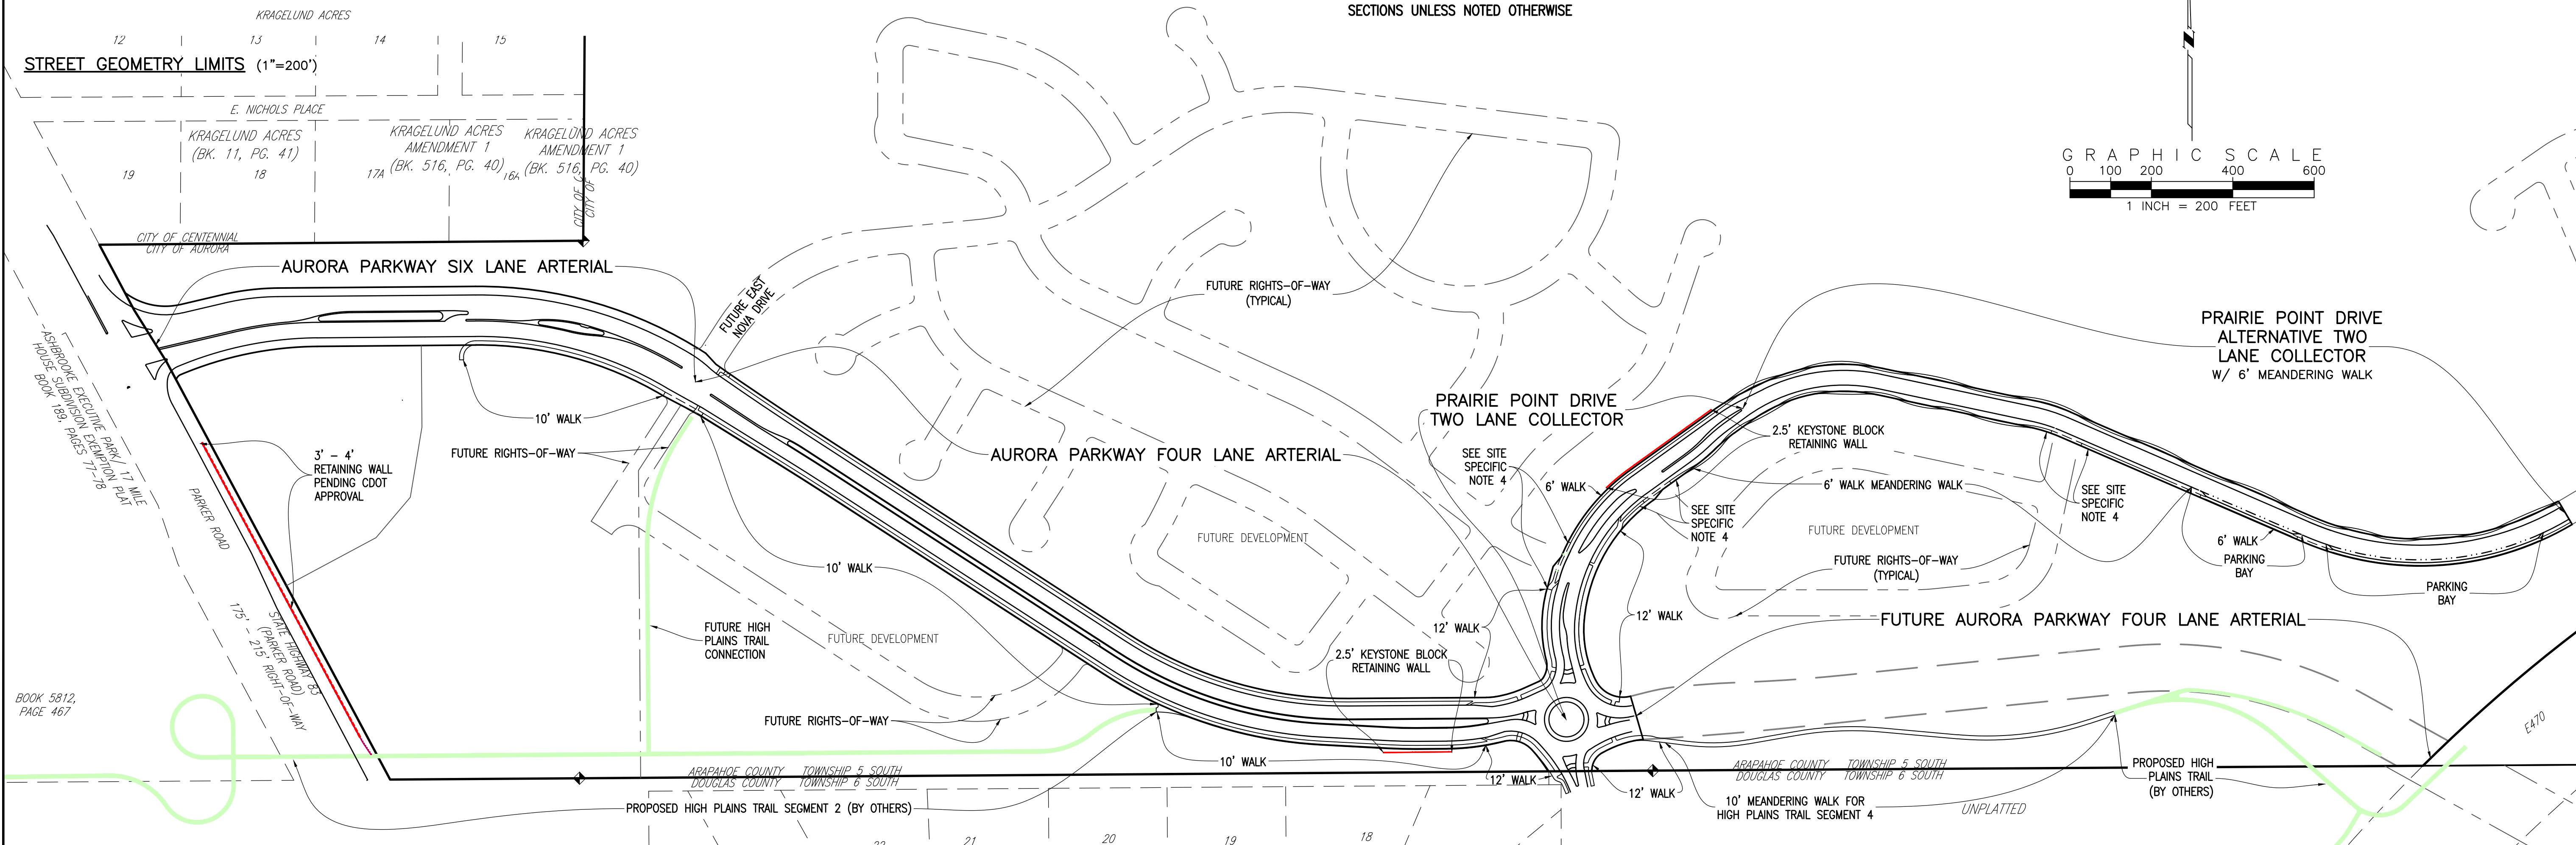 KRAGELUND ACRES
SECTIONS UNLESS NOTED OTHERWISE
12
13
14
15
STREET GEOMETRY LIMITS (1"=200')
E. NICHOLS PLACE
KRAGELUND ACRES
(BK. 11, PG. 41)
KRAGELUND ACRES
AMENDMENT 1
(BK. 516, PG. 40)
KRAGELUND ACRES
AMENDMENT 1
(BK. 516, PG. 40)
19
18
17A
16A
CITY OF
CITY OF
CITY OF CENTENNIAL
CITY OF AURORA
N
GRAPHIC SCALE
0 100 200 400 600
1 INCH = 200 FEET
AURORA PARKWAY SIX LANE ARTERIAL
FUTURE EAST
NOVA DRIVE
FUTURE RIGHTS-OF-WAY
(TYPICAL)
PRAIRIE POINT DRIVE
ALTERNATIVE TWO
LANE COLLECTOR
W/ 6' MEANDERING WALK
ASHBROOKE EXECUTIVE PARK/ 17 MILE
HOUSE SUBDIVISION EXEMPTION PLAT
BOOK 189, PAGES 77-78
10' WALK
PRAIRIE POINT DRIVE
TWO LANE COLLECTOR
2.5' KEYSTONE BLOCK
RETAINING WALL
3' - 4'
RETAINING WALL
PENDING CDOT
APPROVAL
FUTURE RIGHTS-OF-WAY
AURORA PARKWAY FOUR LANE ARTERIAL
SEE SITE
SPECIFIC
NOTE 4
6' WALK
6' WALK MEANDERING WALK
SEE SITE
SPECIFIC
NOTE 4
SEE SITE
SPECIFIC
NOTE 4
PARKER ROAD
FUTURE DEVELOPMENT
FUTURE DEVELOPMENT
6' WALK
PARKING
BAY
10' WALK
FUTURE RIGHTS-OF-WAY
(TYPICAL)
PARKING
BAY
STATE HIGHWAY 83
(PARKER ROAD)
175' - 215' RIGHT-OF-WAY
FUTURE HIGH
PLAINS TRAIL
CONNECTION
FUTURE DEVELOPMENT
12' WALK
12' WALK
FUTURE AURORA PARKWAY FOUR LANE ARTERIAL
2.5' KEYSTONE BLOCK
RETAINING WALL
BOOK 5812,
PAGE 467
FUTURE RIGHTS-OF-WAY
E470
10' WALK
ARAPAHOE COUNTY TOWNSHIP 5 SOUTH
DOUGLAS COUNTY TOWNSHIP 6 SOUTH
12' WALK
12' WALK
ARAPAHOE COUNTY TOWNSHIP 5 SOUTH
DOUGLAS COUNTY TOWNSHIP 6 SOUTH
PROPOSED HIGH
PLAINS TRAIL
(BY OTHERS)
PROPOSED HIGH PLAINS TRAIL SEGMENT 2 (BY OTHERS)
10' MEANDERING WALK FOR
HIGH PLAINS TRAIL SEGMENT 4
UNPLATTED
22
21
20
19
18